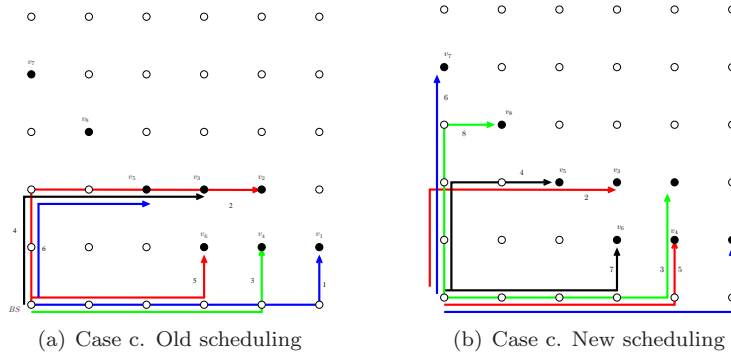 v7
v8
v5 v3 v2
2
4
6
v6 v4 v1
5 3 1
BS
(a) Case c. Old scheduling
v7
6
v8
8
v5 v3
4
2
v6 v4
7 3 5
(b) Case c. New scheduling